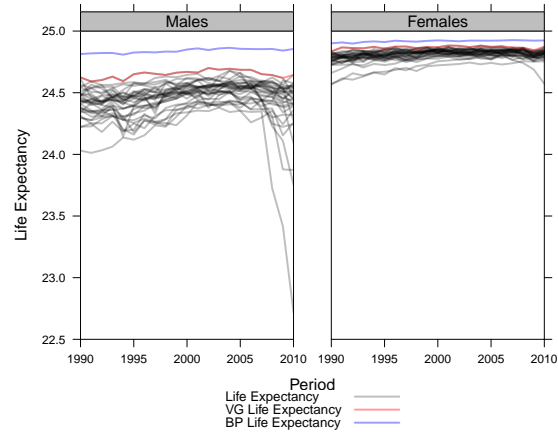 Males Females
25.0
24.5
24.0
23.5
23.0
22.5
Life Expectancy
1990 1995 2000 2005 2010 1990 1995 2000 2005 2010
Period
Life Expectancy
VG Life Expectancy
BP Life Expectancy